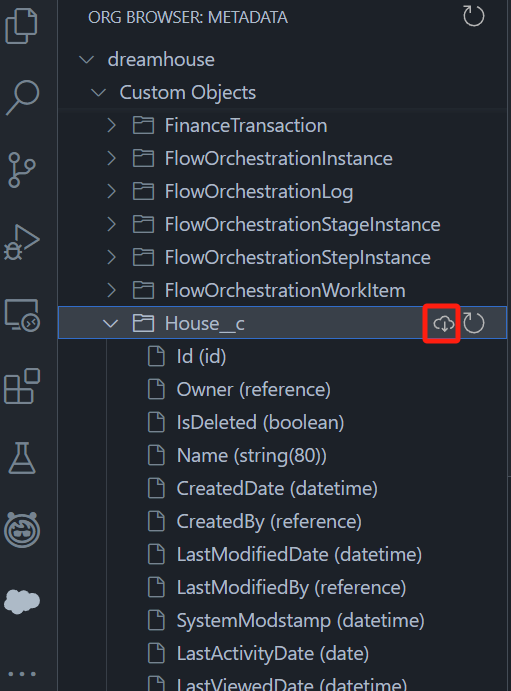 ORG BROWSER: METADATA
dreamhouse
Custom Objects
FinanceTransaction
FlowOrchestrationInstance
FlowOrchestrationLog
FlowOrchestrationStageInstance
FlowOrchestrationStepInstance
FlowOrchestrationWorkItem
House__c
Id (id)
Owner (reference)
IsDeleted (boolean)
Name (string(80))
CreatedDate (datetime)
CreatedBy (reference)
LastModifiedDate (datetime)
LastModifiedBy (reference)
SystemModstamp (datetime)
LastActivityDate (date)
LastViewedDate (datetime)